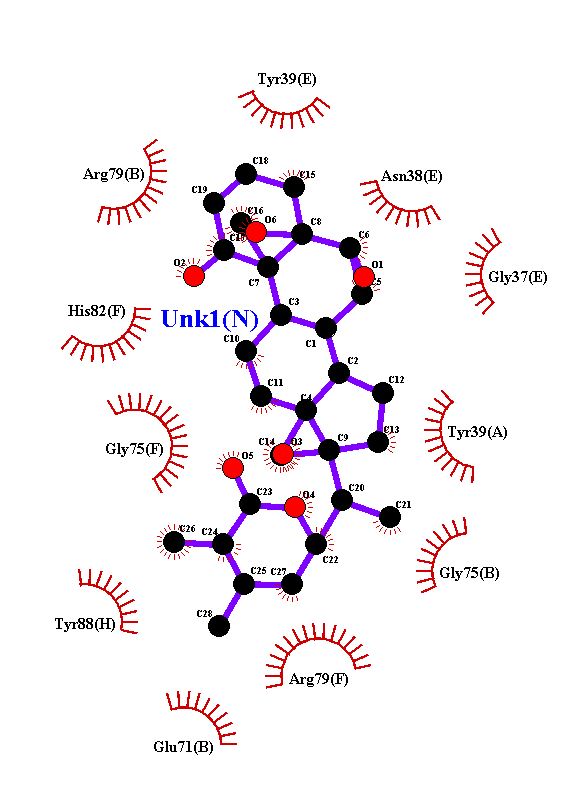 Tyr39(E)
C18
C15
Arg79(B)
Asn38(E)
C19
C16
O6
C8
C6
O2
C7
O1
Gly37(E)
C5
His82(F)
Unk1(N)
C3
C1
C10
C2
C11
C12
C4
Gly75(F)
C14
O3
C9
C13
Tyr39(A)
O5
C23
O4
C20
C21
C26
C24
C22
Gly75(B)
C25
C27
Tyr88(H)
C28
Arg79(F)
Glu71(B)